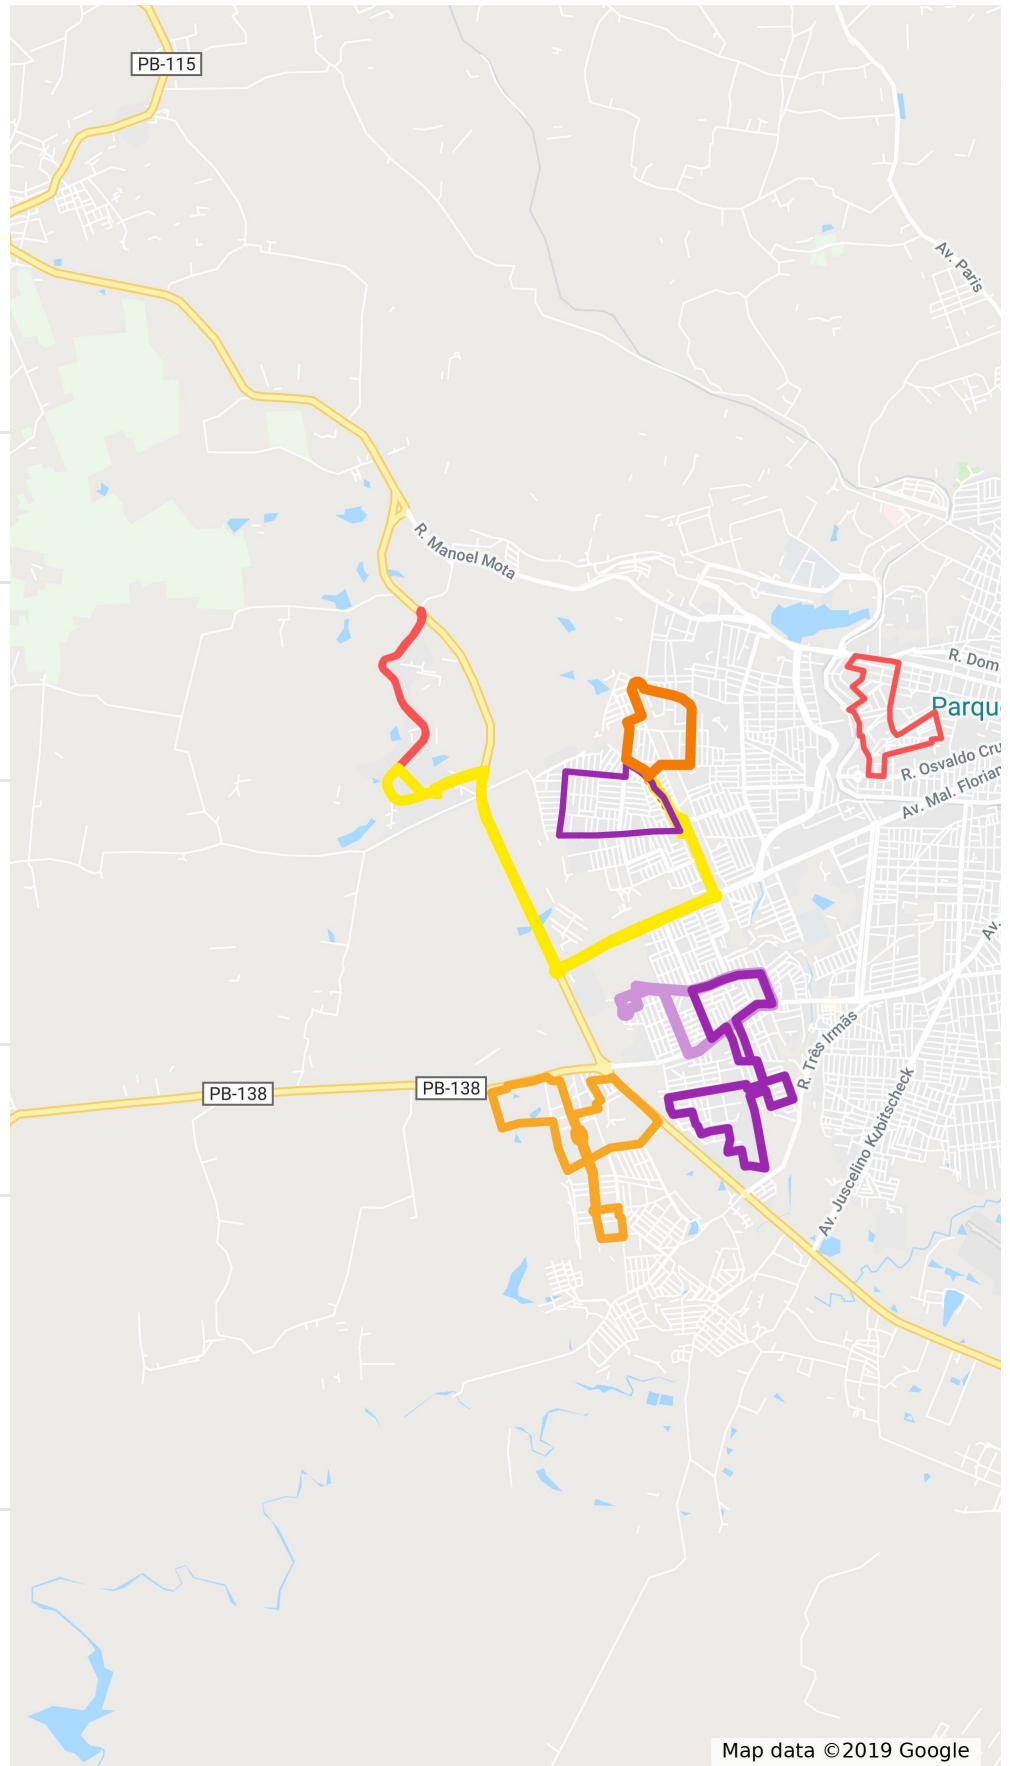 PB-115
Av. Paris
R. Manoel Mota
R. Dom
Parqu
R. Osvaldo Cru
Av. Mal. Florian
Av.
R. Três Irmãs
PB-138
PB-138
Av. Juscelino Kubitscheck
Map data ©2019 Google